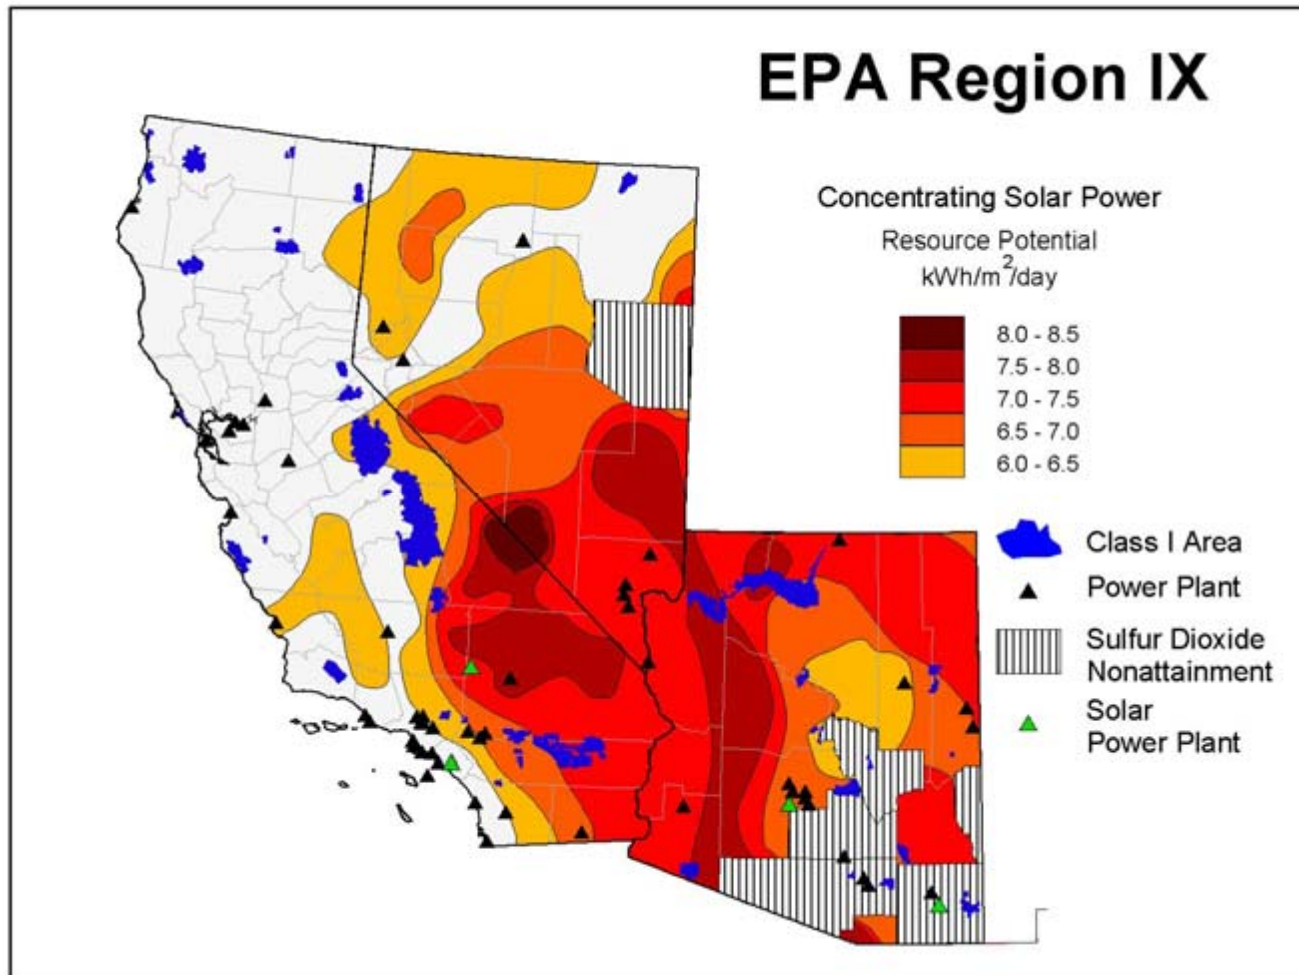 EPA Region IX
Concentrating Solar Power
Resource Potential
kWh/m²/day
8.0 - 8.5
7.5 - 8.0
7.0 - 7.5
6.5 - 7.0
6.0 - 6.5
Class I Area
Power Plant
Sulfur Dioxide
Nonattainment
Solar
Power Plant